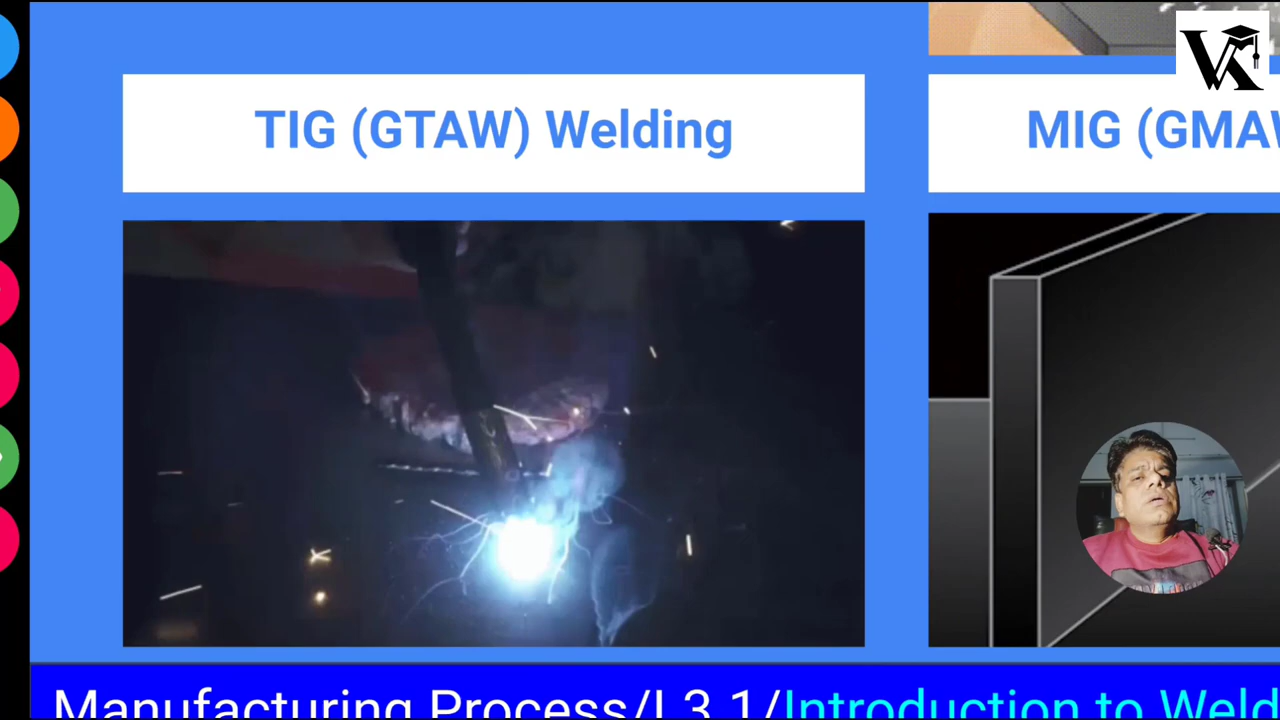 TIG (GTAW) Welding
MIG (GMAW
Manufacturing Process/L3.1/Introduction to Weld